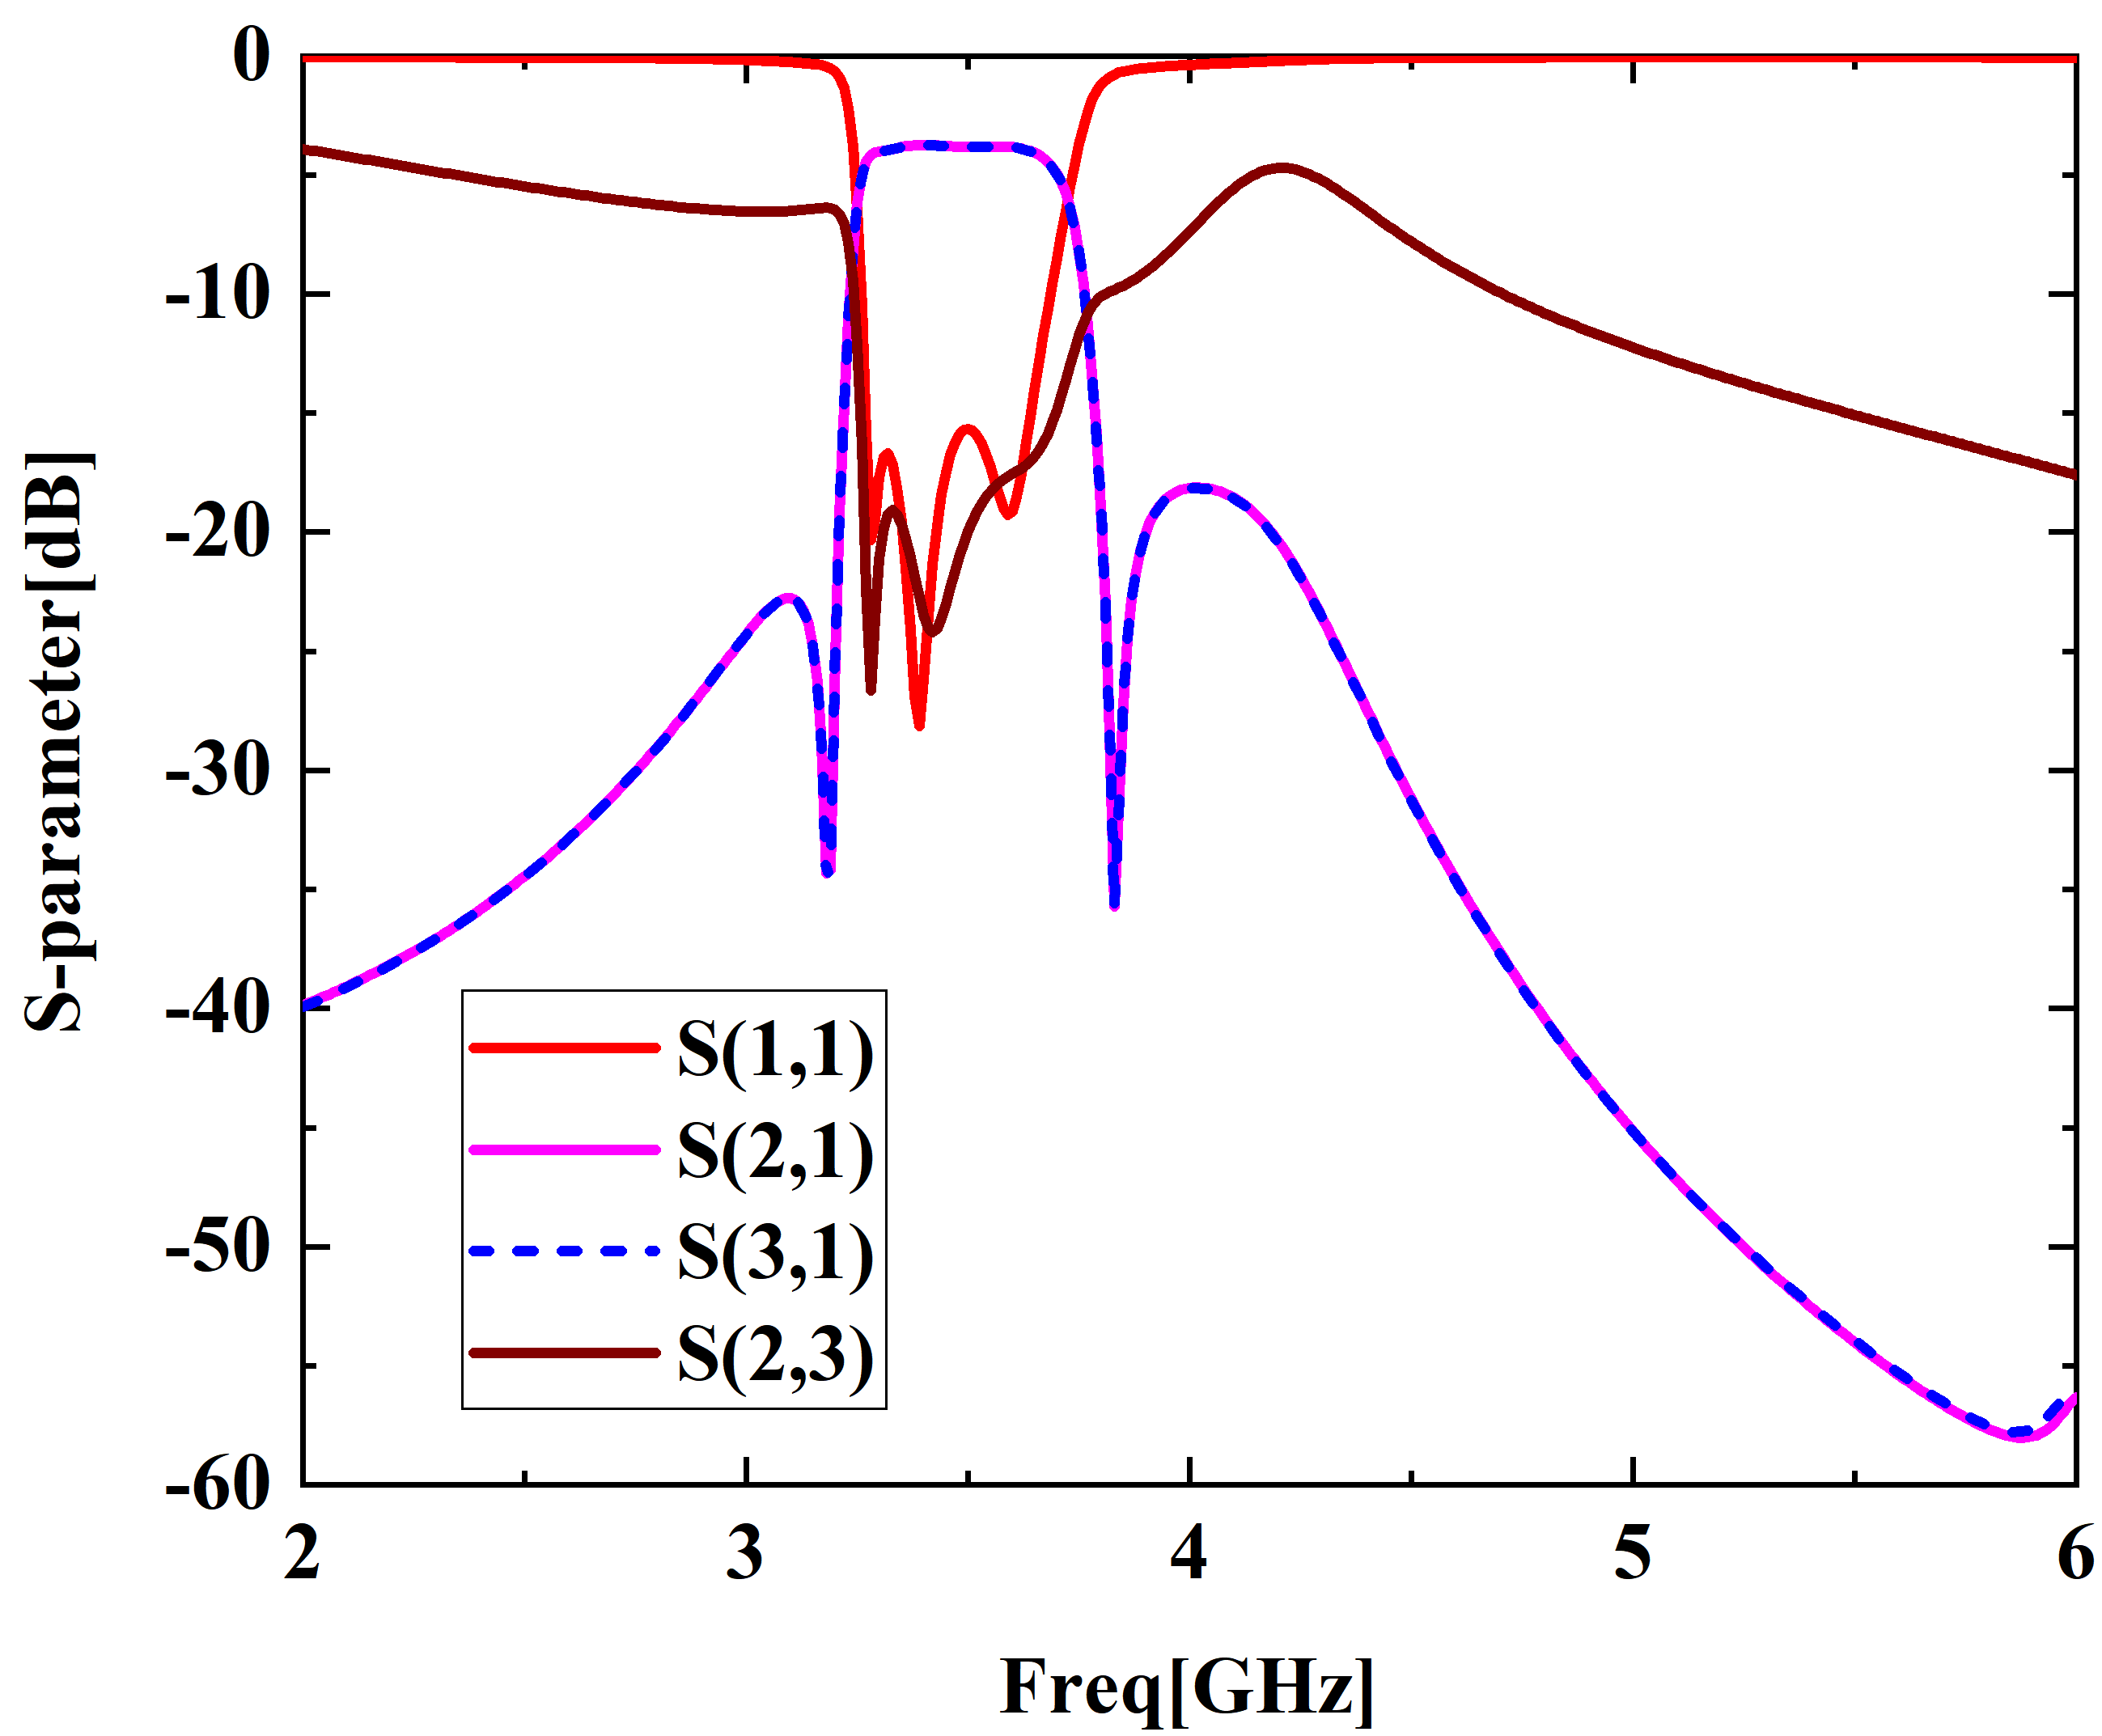 0
-10
-20
-30
-40
-50
-60
S-parameter[dB]
S(1,1)
S(2,1)
S(3,1)
S(2,3)
2 3 4 5 6
Freq[GHz]